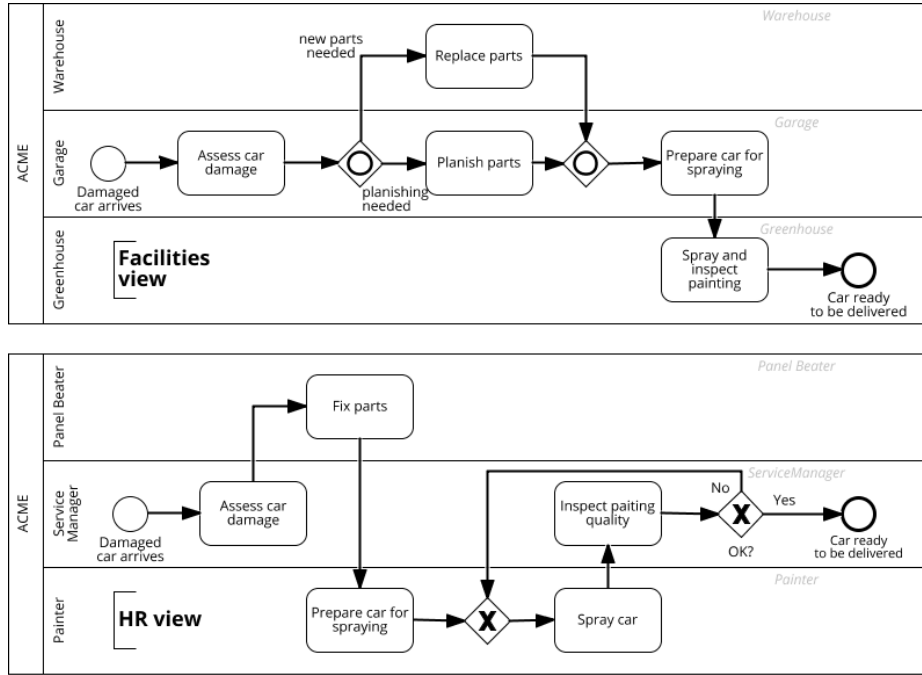 Warehouse
Warehouse
new parts
needed
Replace parts
ACME
Garage
Garage
Damaged
car arrives
Assess car
damage
planishing
needed
Planish parts
Prepare car for
spraying
Greenhouse
Greenhouse
Facilities
view
Spray and
inspect
painting
Car ready
to be delivered
Panel Beater
Panel Beater
Fix parts
ACME
Service
Manager
ServiceManager
Damaged
car arrives
Assess car
damage
Inspect paiting
quality
No
X
Yes
OK?
Car ready
to be delivered
Painter
Painter
HR view
Prepare car for
spraying
X
Spray car